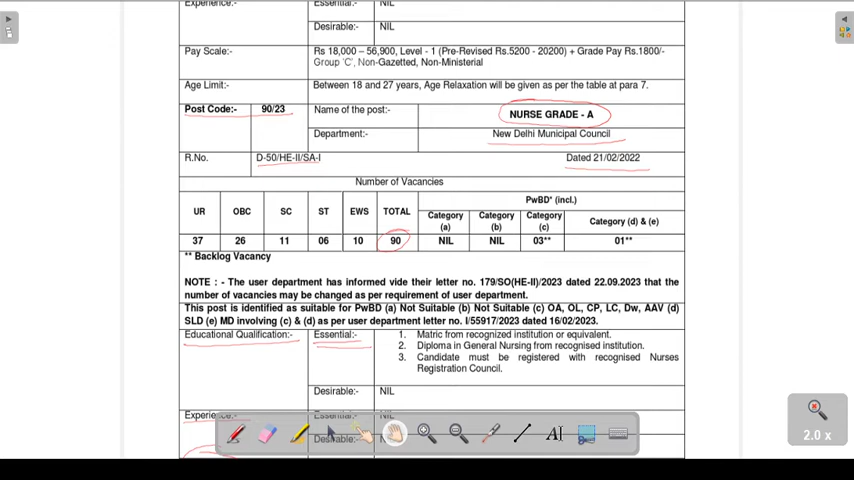 Experience:- Essential:- NIL
Desirable:- NIL
Pay Scale:- Rs 18,000 – 56,900, Level - 1 (Pre-Revised Rs.5200 - 20200) + Grade Pay Rs.1800/-
Group 'C', Non-Gazetted, Non-Ministerial
Age Limit:- Between 18 and 27 years, Age Relaxation will be given as per the table at para 7.
Post Code:- 90/23 Name of the post:- NURSE GRADE - A
Department:- New Delhi Municipal Council
R.No. D-50/HE-II/SA-I Dated 21/02/2022
Number of Vacancies
UR OBC SC ST EWS TOTAL PwBD* (incl.)
Category (a) Category (b) Category (c) Category (d) & (e)
37 26 11 06 10 90 NIL NIL 03** 01**
** Backlog Vacancy
NOTE : - The user department has informed vide their letter no. 179/SO(HE-II)/2023 dated 22.09.2023 that the
number of vacancies may be changed as per requirement of user department.
This post is identified as suitable for PwBD (a) Not Suitable (b) Not Suitable (c) OA, OL, CP, LC, Dw, AAV (d)
SLD (e) MD involving (c) & (d) as per user department letter no. I/55917/2023 dated 16/02/2023.
Educational Qualification:- Essential:- 1. Matric from recognized institution or equivalent.
2. Diploma in General Nursing from recognised institution.
3. Candidate must be registered with recognised Nurses
Registration Council.
Desirable:- NIL
Experience:- Essential:- NIL
Desirable:-
2.0 x